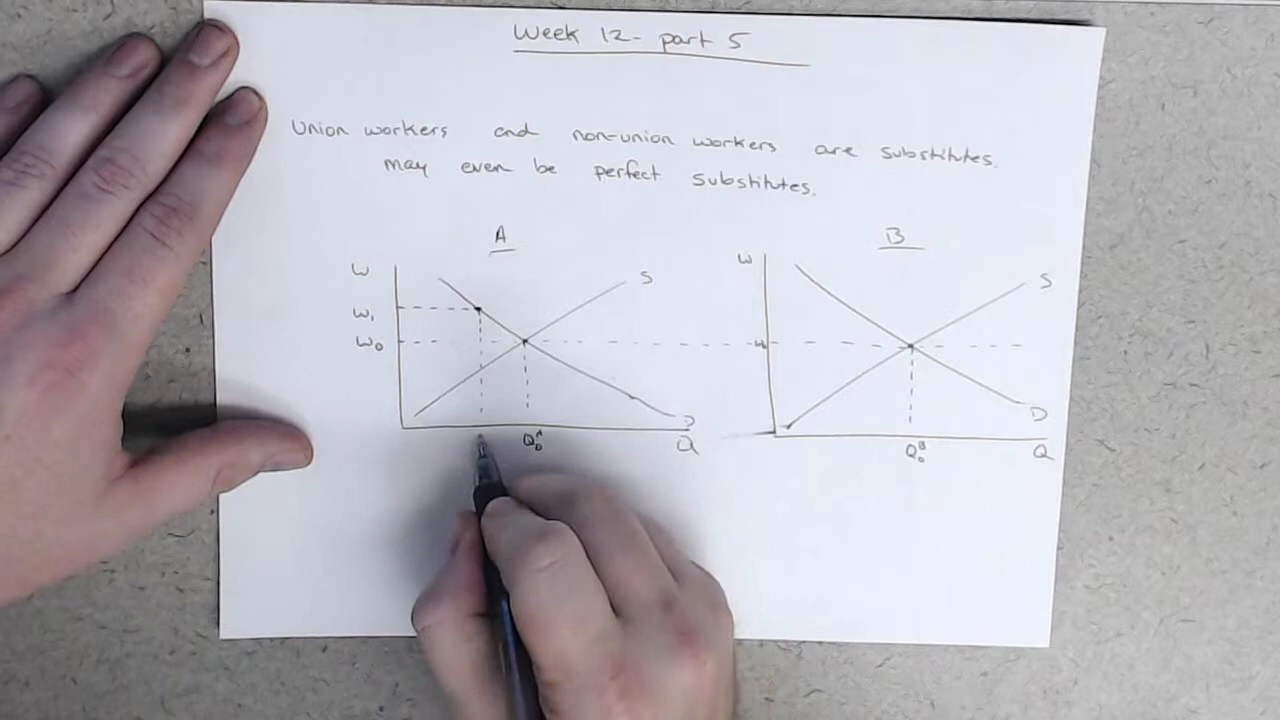 Week 12- part 5
Union workers and non-union workers are substitutes.
may even be perfect substitutes.
A
B
W
S
W₁
W₀
D
Q₀ᴬ
Q
W
S
D
Q₀ᴮ
Q